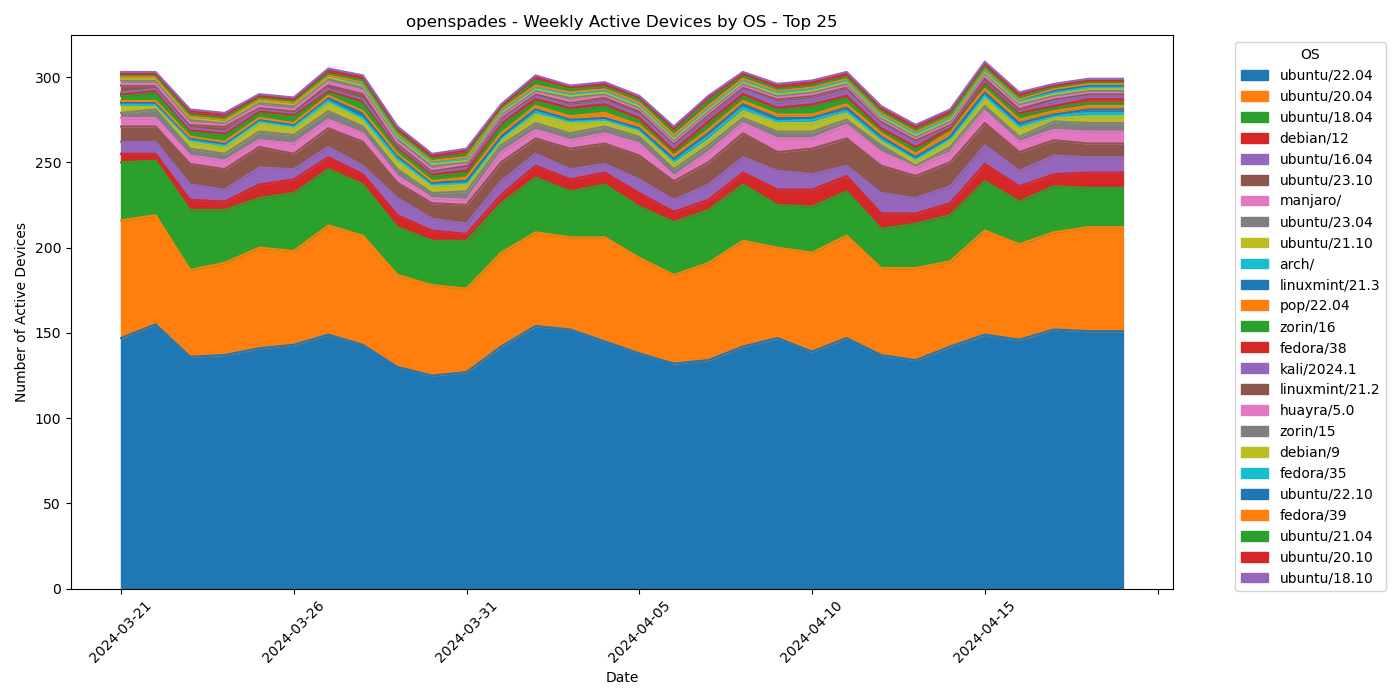 openspades - Weekly Active Devices by OS - Top 25
Number of Active Devices
300
250
200
150
100
50
0
2024-03-21
2024-03-26
2024-03-31
2024-04-05
2024-04-10
2024-04-15
Date
OS
ubuntu/22.04
ubuntu/20.04
ubuntu/18.04
debian/12
ubuntu/16.04
ubuntu/23.10
manjaro/
ubuntu/23.04
ubuntu/21.10
arch/
linuxmint/21.3
pop/22.04
zorin/16
fedora/38
kali/2024.1
linuxmint/21.2
huayra/5.0
zorin/15
debian/9
fedora/35
ubuntu/22.10
fedora/39
ubuntu/21.04
ubuntu/20.10
ubuntu/18.10